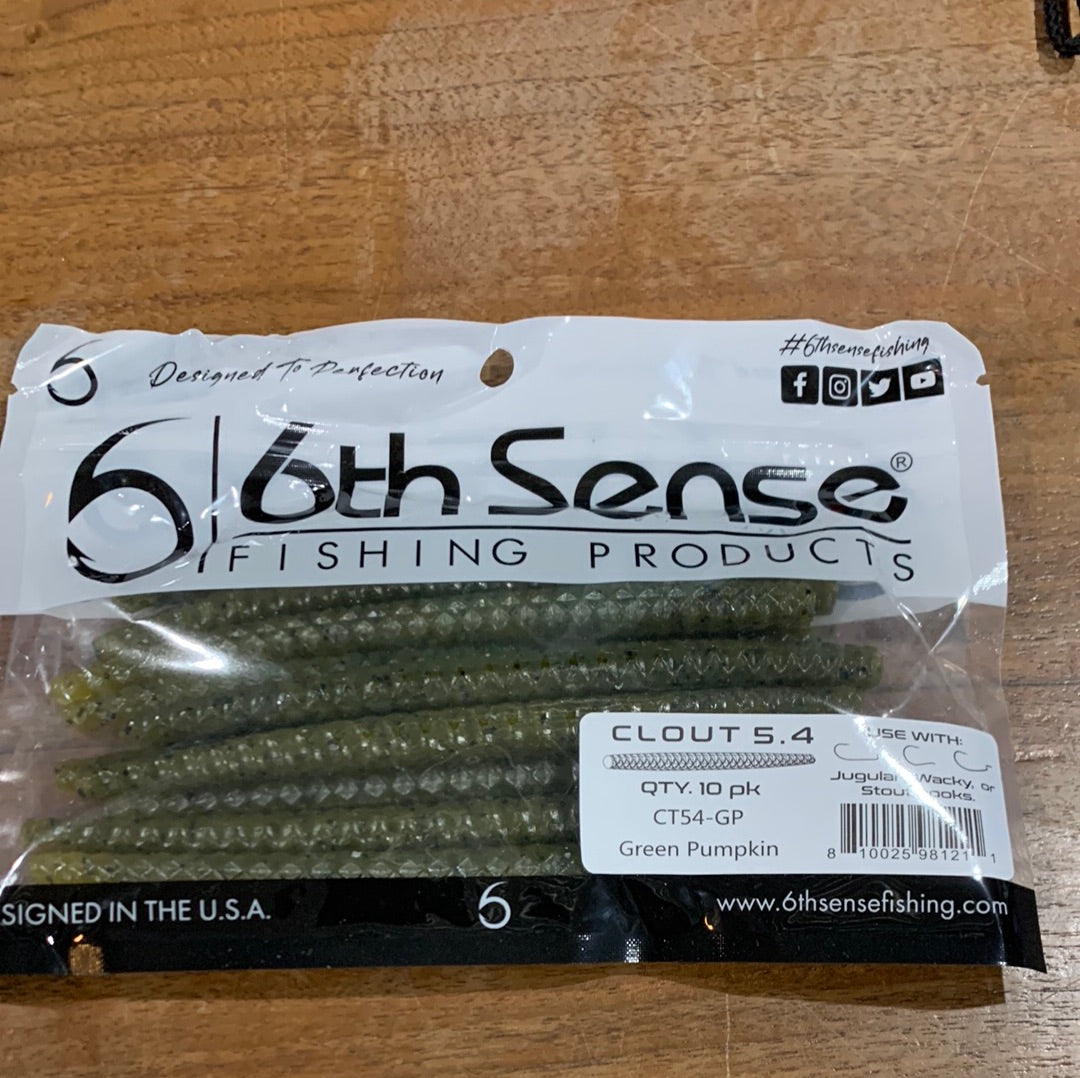 6 Designed To Perfection
#6thsensefishing
6 6th Sense®
FISHING PRODUCTS
CLOUT 5.4
QTY. 10 pk
CT54-GP
Green Pumpkin
USE WITH:
Jugular, Wacky, or
Stout Hooks.
8 10025 98121 1
SIGNED IN THE U.S.A.
6
www.6thsensefishing.com